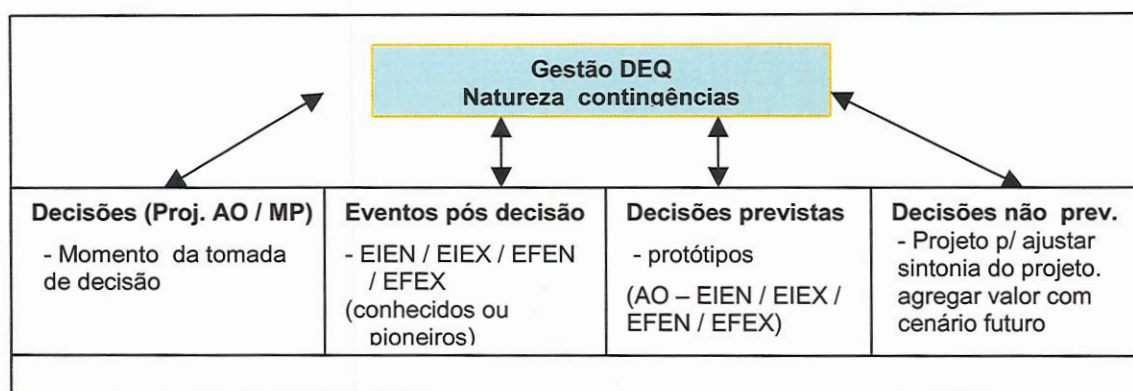 Gestão DEQ
Natureza contingências
Decisões (Proj. AO / MP)
- Momento da tomada
de decisão
Eventos pós decisão
- EIEN / EIEX / EFEN
/ EFEX
(conhecidos ou
pioneiros)
Decisões previstas
- protótipos
(AO – EIEN / EIEX /
EFEN / EFEX)
Decisões não prev.
- Projeto p/ ajustar
sintonia do projeto.
agregar valor com
cenário futuro